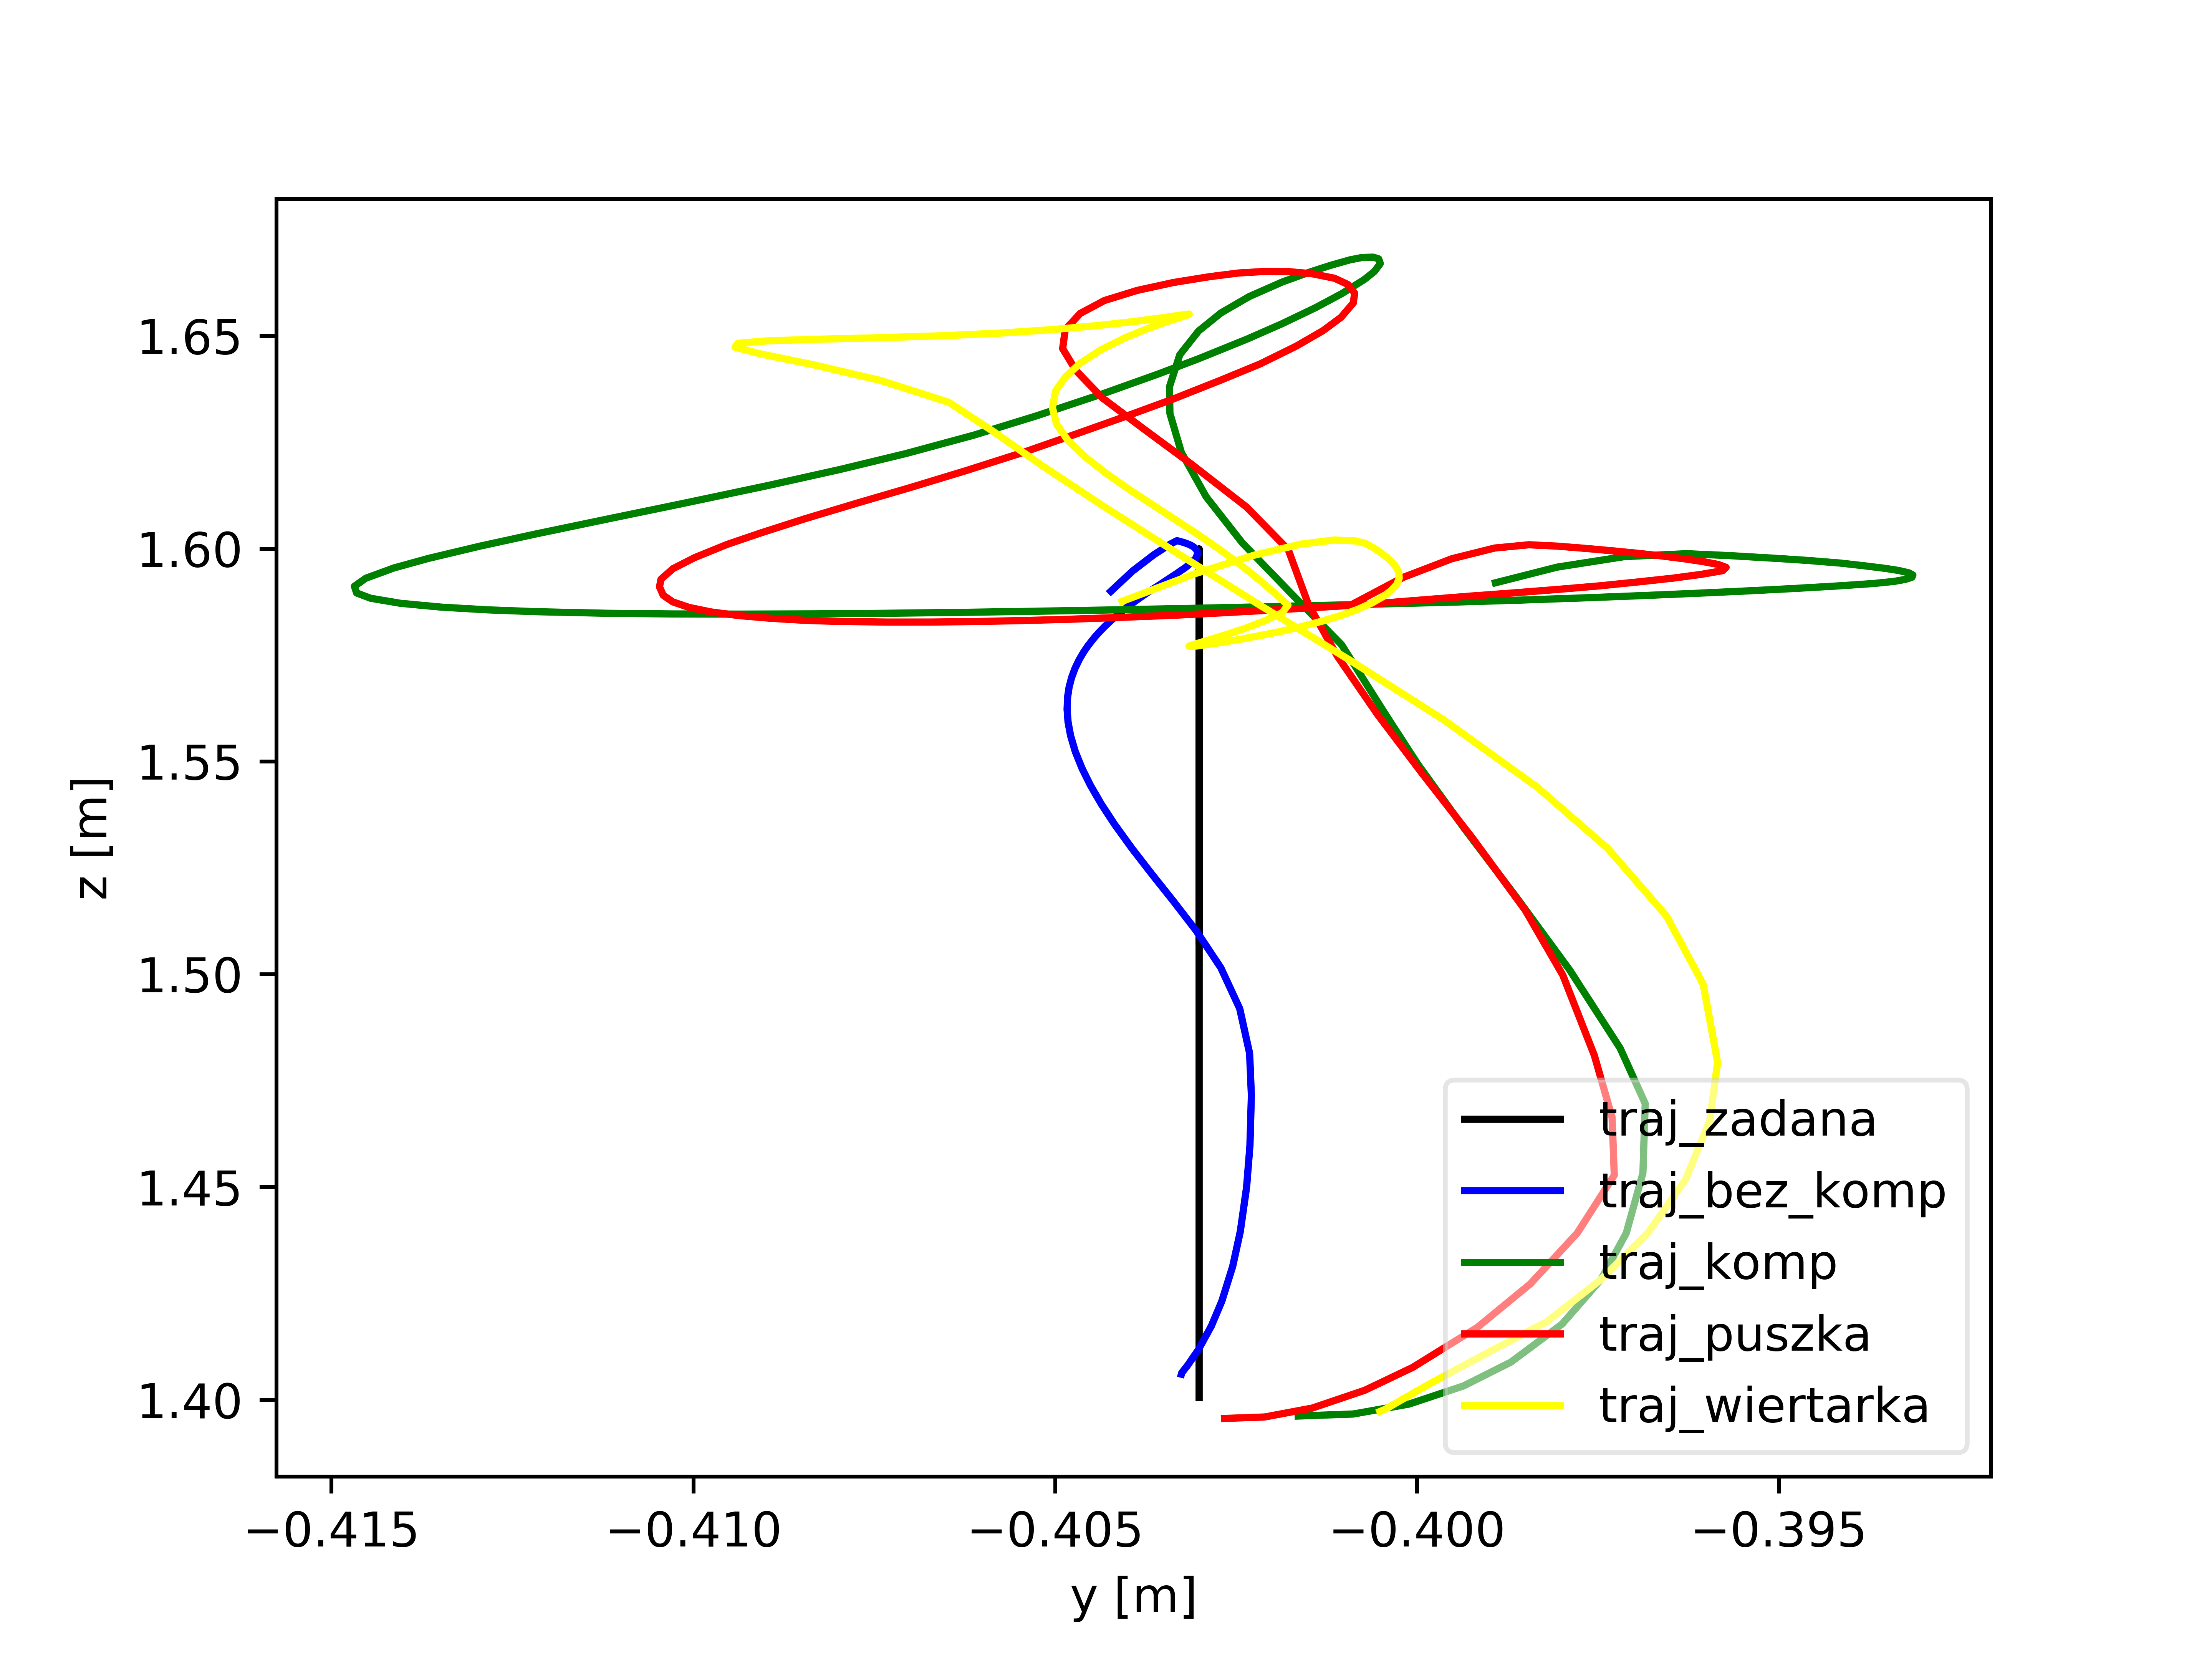 z [m]
1.65
1.60
1.55
1.50
1.45
1.40
−0.415 −0.410 −0.405 −0.400 −0.395
y [m]
traj_zadana
traj_bez_komp
traj_komp
traj_puszka
traj_wiertarka